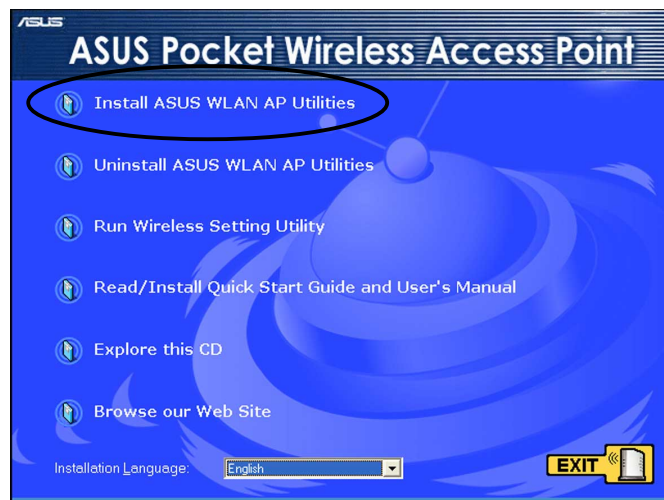 ASUS
ASUS Pocket Wireless Access Point
Install ASUS WLAN AP Utilities
Uninstall ASUS WLAN AP Utilities
Run Wireless Setting Utility
Read/Install Quick Start Guide and User's Manual
Explore this CD
Browse our Web Site
Installation Language: English
EXIT